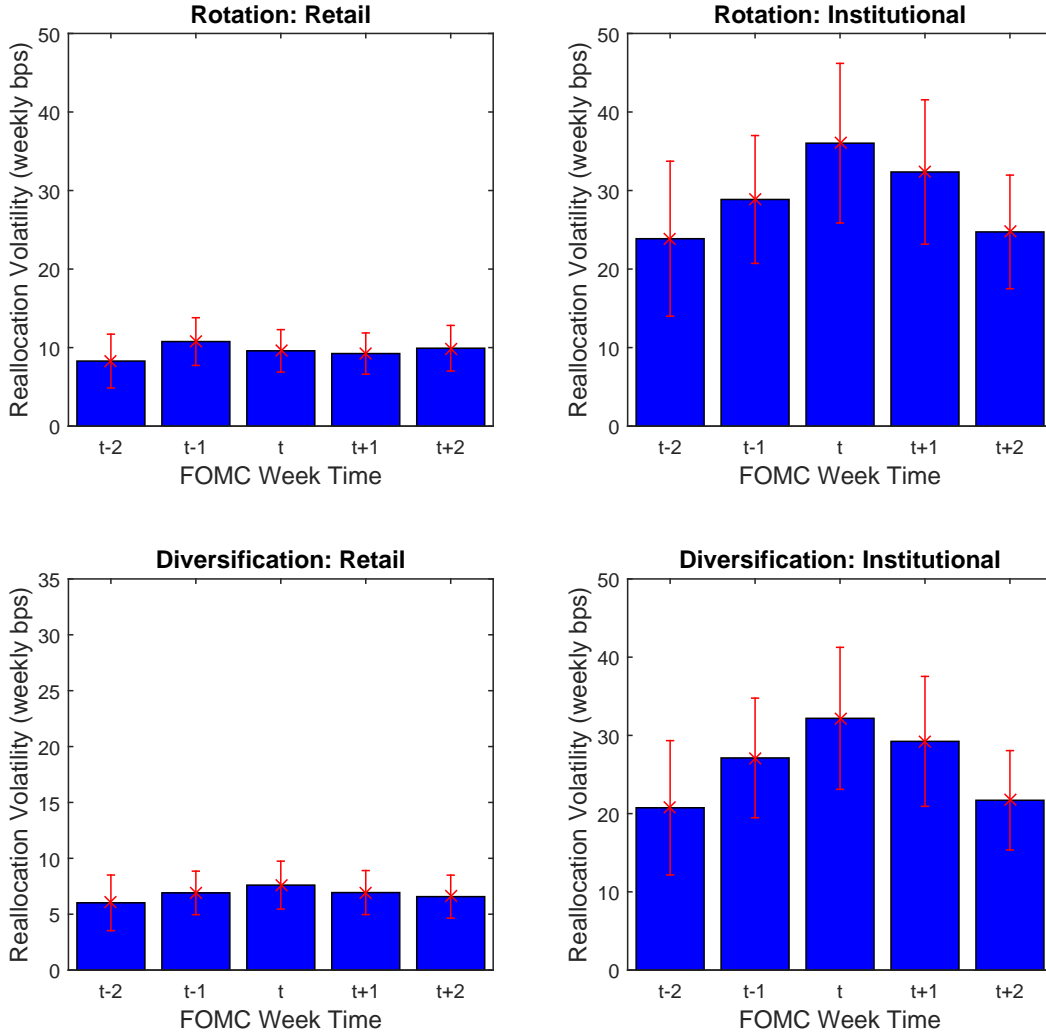 Rotation: Retail
Reallocation Volatility (weekly bps)
50
40
30
20
10
0
t-2 t-1 t t+1 t+2
FOMC Week Time
Rotation: Institutional
Reallocation Volatility (weekly bps)
50
40
30
20
10
0
t-2 t-1 t t+1 t+2
FOMC Week Time
Diversification: Retail
Reallocation Volatility (weekly bps)
35
30
25
20
15
10
5
0
t-2 t-1 t t+1 t+2
FOMC Week Time
Diversification: Institutional
Reallocation Volatility (weekly bps)
50
40
30
20
10
0
t-2 t-1 t t+1 t+2
FOMC Week Time